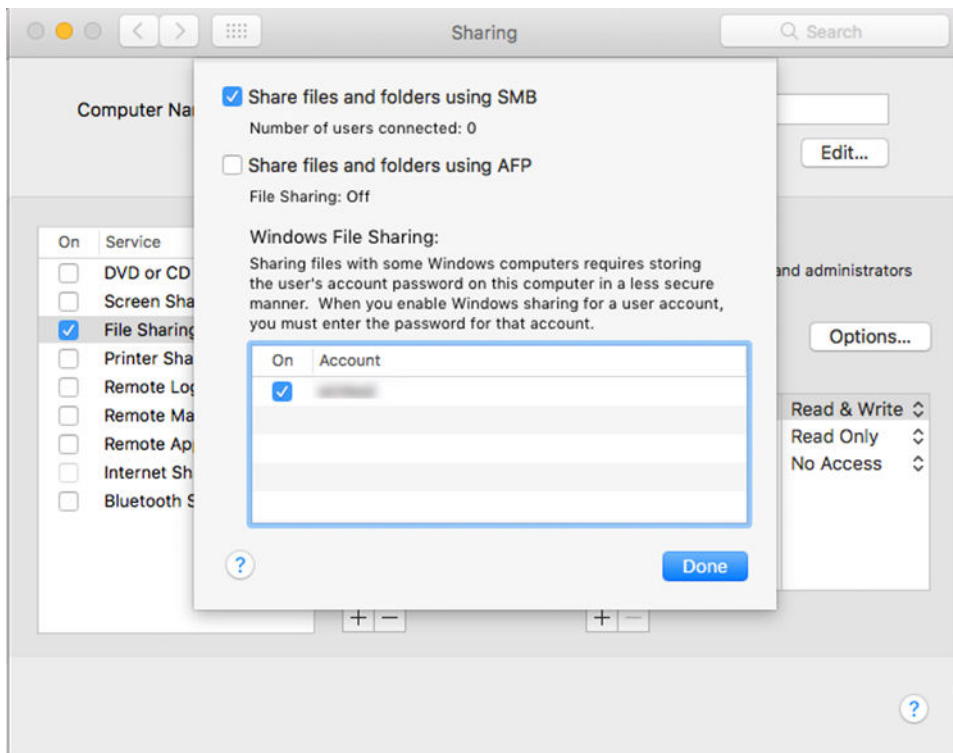 Sharing
Search
Computer Nar
Edit...
Share files and folders using SMB
Number of users connected: 0
Share files and folders using AFP
File Sharing: Off
Windows File Sharing:
Sharing files with some Windows computers requires storing
the user's account password on this computer in a less secure
manner. When you enable Windows sharing for a user account,
you must enter the password for that account.
On Account
?
Done
On Service
DVD or CD
Screen Sha
File Sharing
Printer Sha
Remote Log
Remote Ma
Remote Ap
Internet Sh
Bluetooth S
and administrators
Options...
Read & Write
Read Only
No Access
+ −
+ −
?